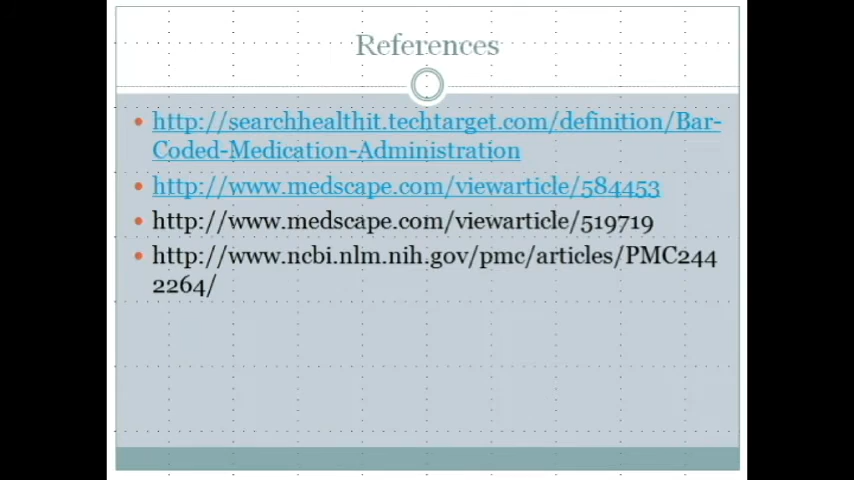 References
http://searchhealthit.techtarget.com/definition/Bar-
Coded-Medication-Administration
http://www.medscape.com/viewarticle/584453
http://www.medscape.com/viewarticle/519719
http://www.ncbi.nlm.nih.gov/pmc/articles/PMC244
2264/